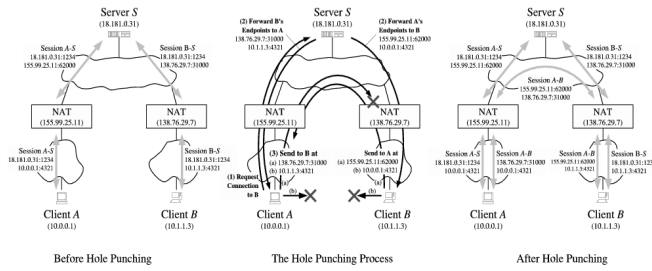 Server S
(18.181.0.31)
Session A-S
18.181.0.31:1234
155.99.25.11:62000
Session B-S
18.181.0.31:1234
138.76.29.7:31000
NAT
(155.99.25.11)
NAT
(138.76.29.7)
Session A-S
18.181.0.31:1234
10.0.0.1:4321
Session B-S
18.181.0.31:1234
10.1.1.3:4321
Client A
(10.0.0.1)
Client B
(10.1.1.3)
Before Hole Punching
Server S
(18.181.0.31)
(2) Forward B's
Endpoints to A
138.76.29.7:31000
10.1.1.3:4321
(2) Forward A's
Endpoints to B
155.99.25.11:62000
10.0.0.1:4321
NAT
(155.99.25.11)
NAT
(138.76.29.7)
(3) Send to B at
(a) 138.76.29.7:31000
(b) 10.1.1.3:4321
Send to A at
(a) 155.99.25.11:62000
(b) 10.0.0.1:4321
(1) Request
Connection
to B
(a)
(b)
(a)
(b)
Client A
(10.0.0.1)
Client B
(10.1.1.3)
The Hole Punching Process
Server S
(18.181.0.31)
Session A-S
18.181.0.31:1234
155.99.25.11:62000
Session B-S
18.181.0.31:1234
138.76.29.7:31000
Session A-B
155.99.25.11:62000
138.76.29.7:31000
NAT
(155.99.25.11)
NAT
(138.76.29.7)
Session A-S
18.181.0.31:1234
10.0.0.1:4321
Session A-B
138.76.29.7:31000
10.0.0.1:4321
Session A-B
155.99.25.11:62000
10.1.1.3:4321
Session B-S
18.181.0.31:1234
10.1.1.3:4321
Client A
(10.0.0.1)
Client B
(10.1.1.3)
After Hole Punching